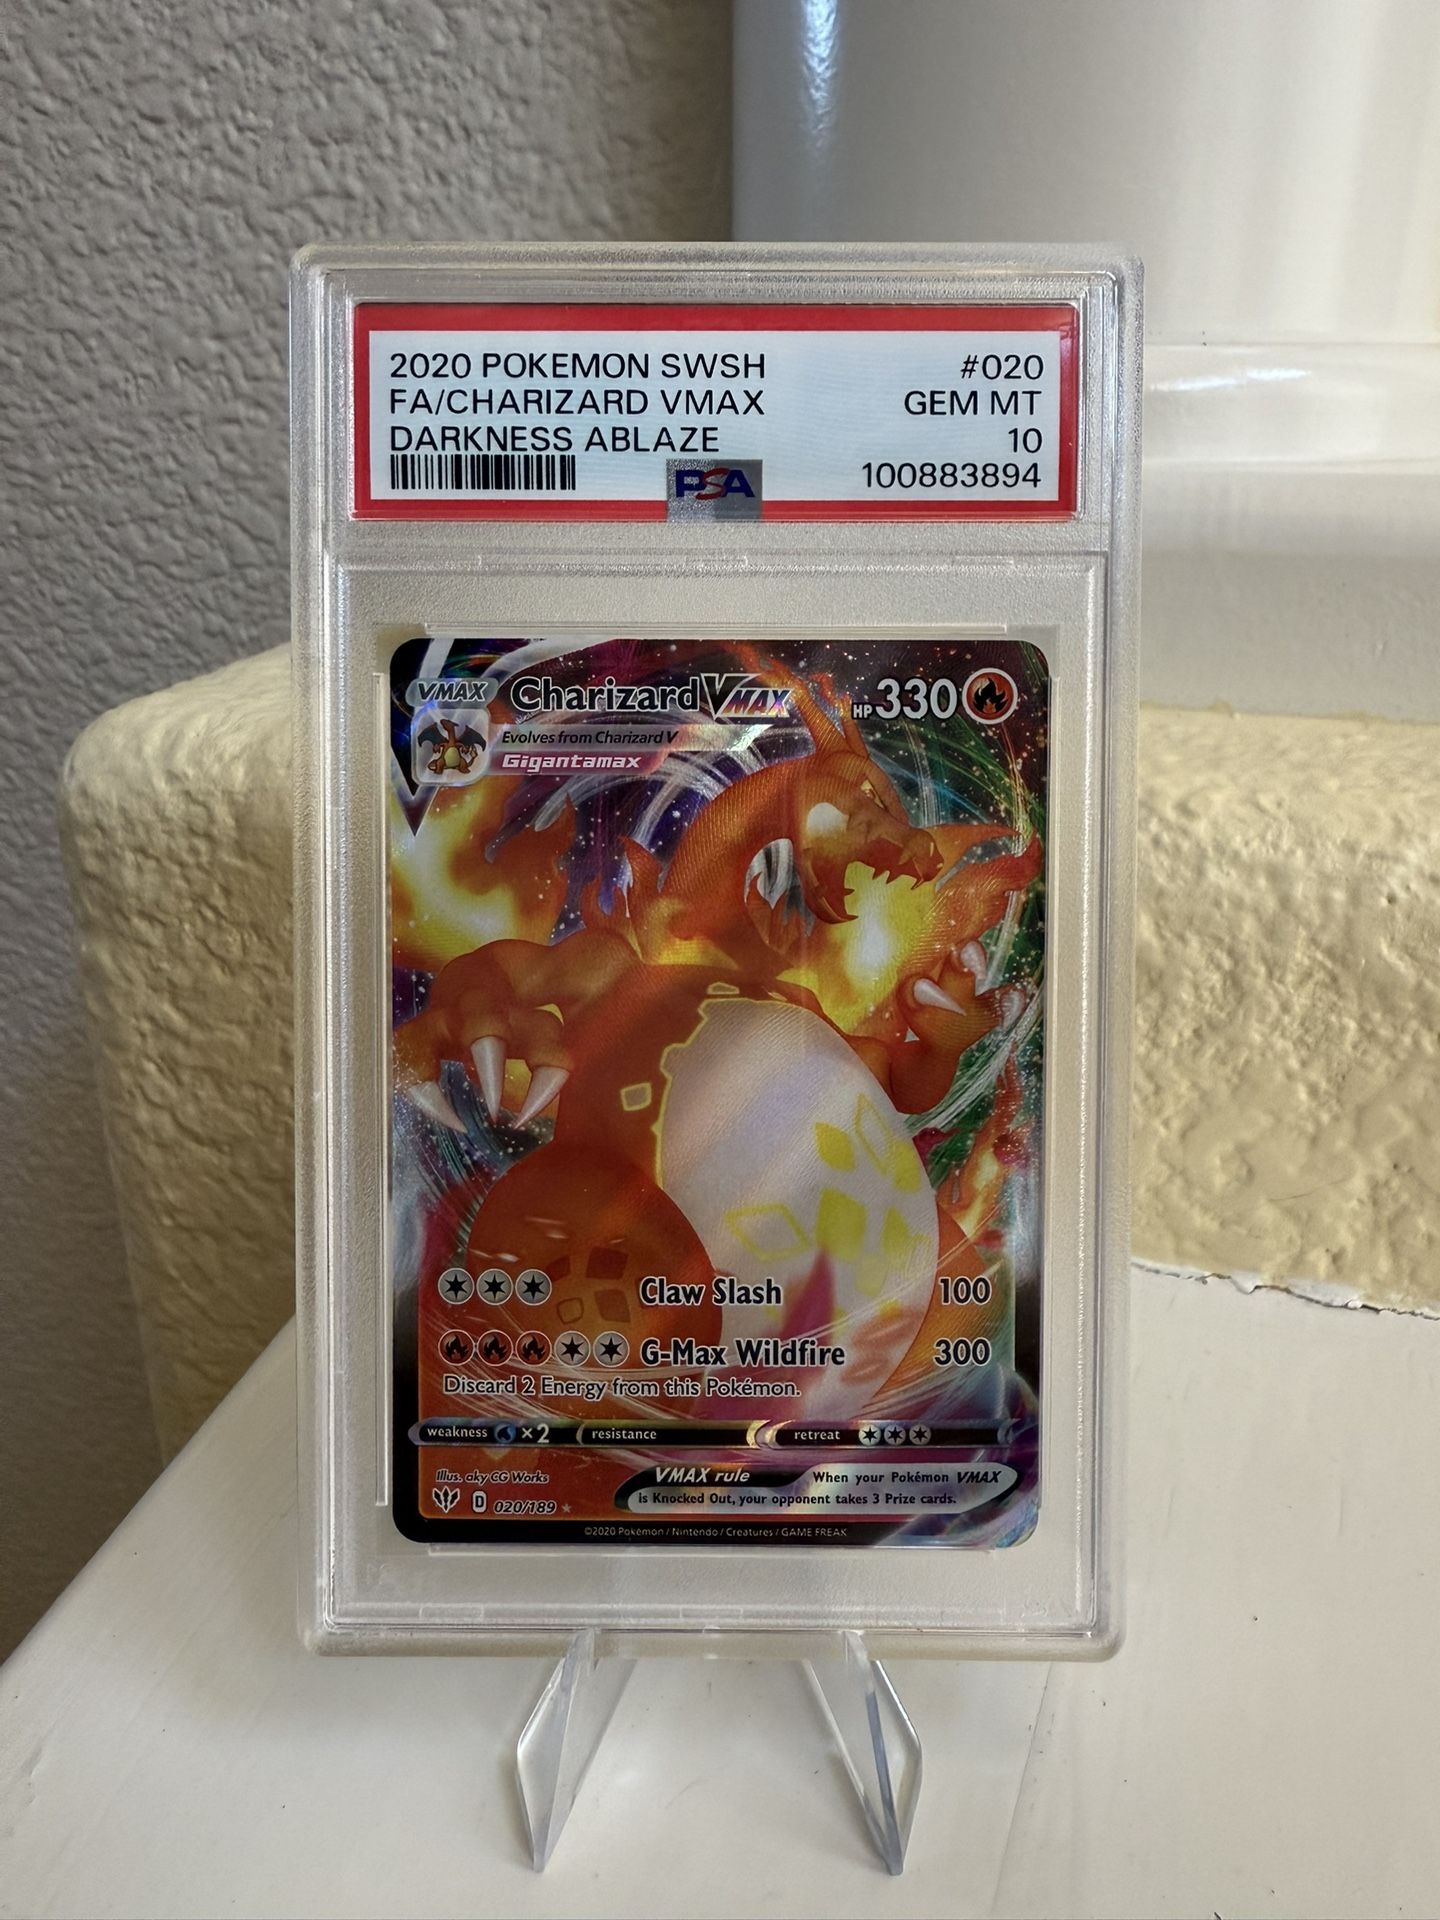 2020 POKEMON SWSH #020
FA/CHARIZARD VMAX GEM MT
DARKNESS ABLAZE 10
PSA 100883894
VMAX Charizard VMAX HP 330
Evolves from Charizard V
Gigantamax
Claw Slash 100
G-Max Wildfire 300
Discard 2 Energy from this Pokémon.
weakness ×2 resistance retreat
Illus. aky CG Works
VMAX rule When your Pokémon VMAX
is Knocked Out, your opponent takes 3 Prize cards.
D 020/189
©2020 Pokémon / Nintendo / Creatures / GAME FREAK